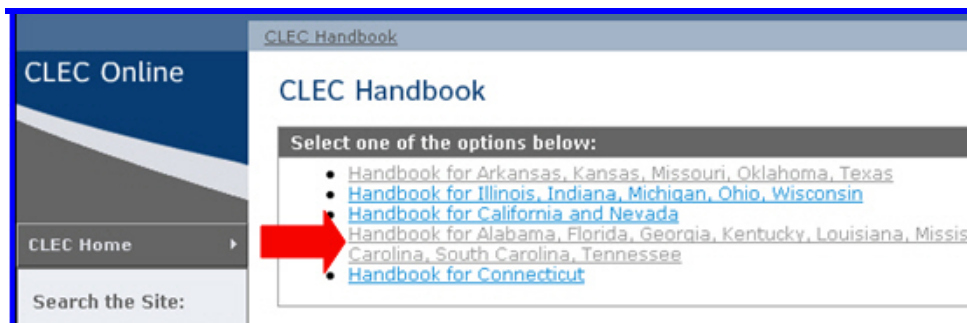 CLEC Handbook
CLEC Online
CLEC Handbook
Select one of the options below:
Handbook for Arkansas, Kansas, Missouri, Oklahoma, Texas
Handbook for Illinois, Indiana, Michigan, Ohio, Wisconsin
Handbook for California and Nevada
Handbook for Alabama, Florida, Georgia, Kentucky, Louisiana, Missis
Carolina, South Carolina, Tennessee
Handbook for Connecticut
CLEC Home
Search the Site: